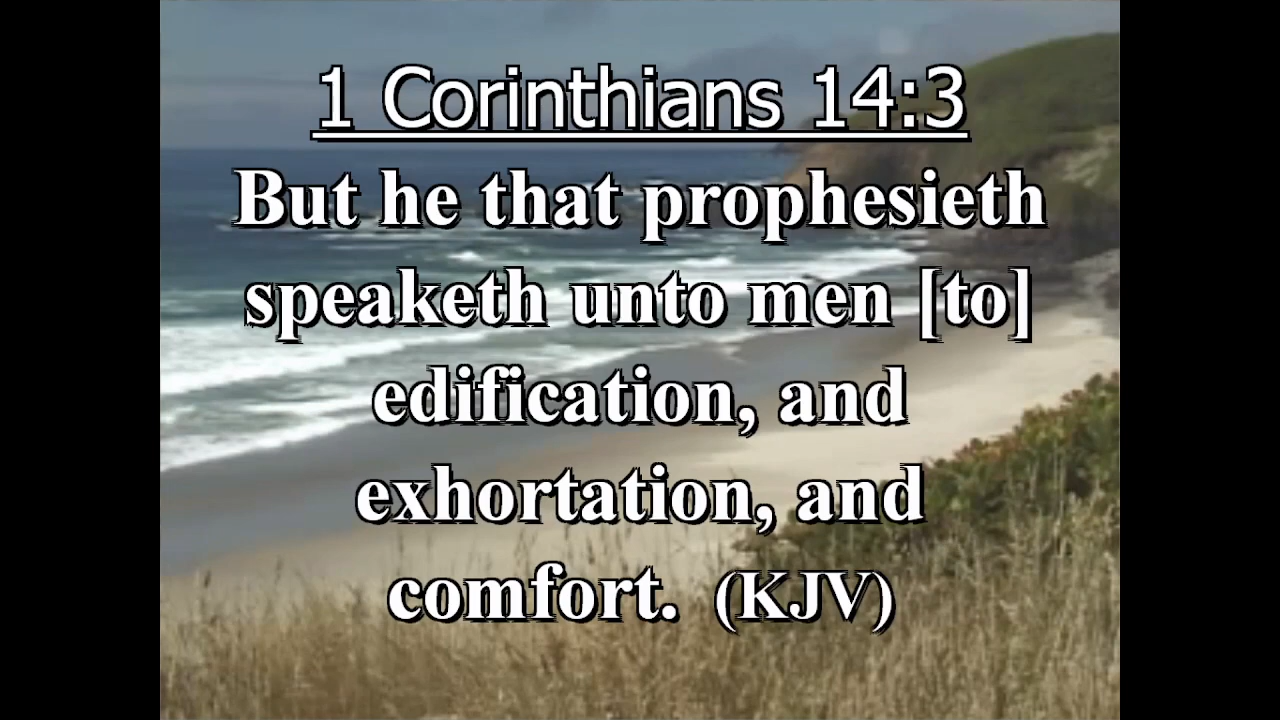 1 Corinthians 14:3
But he that prophesieth
speaketh unto men [to]
edification, and
exhortation, and
comfort. (KJV)